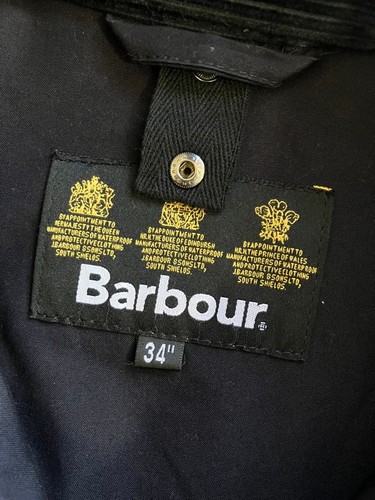 BY APPOINTMENT TO
HER MAJESTY THE QUEEN
MANUFACTURERS OF WATERPROOF
AND PROTECTIVE CLOTHING
J.BARBOUR & SONS LTD,
SOUTH SHIELDS.
BY APPOINTMENT TO
H.R.H. THE DUKE OF EDINBURGH
MANUFACTURERS OF WATERPROOF
AND PROTECTIVE CLOTHING
J.BARBOUR & SONS LTD,
SOUTH SHIELDS.
BY APPOINTMENT TO
H.R.H. THE PRINCE OF WALES
MANUFACTURERS OF WATERPROOF
AND PROTECTIVE CLOTHING
J.BARBOUR & SONS LTD,
SOUTH SHIELDS.
Barbour
34"